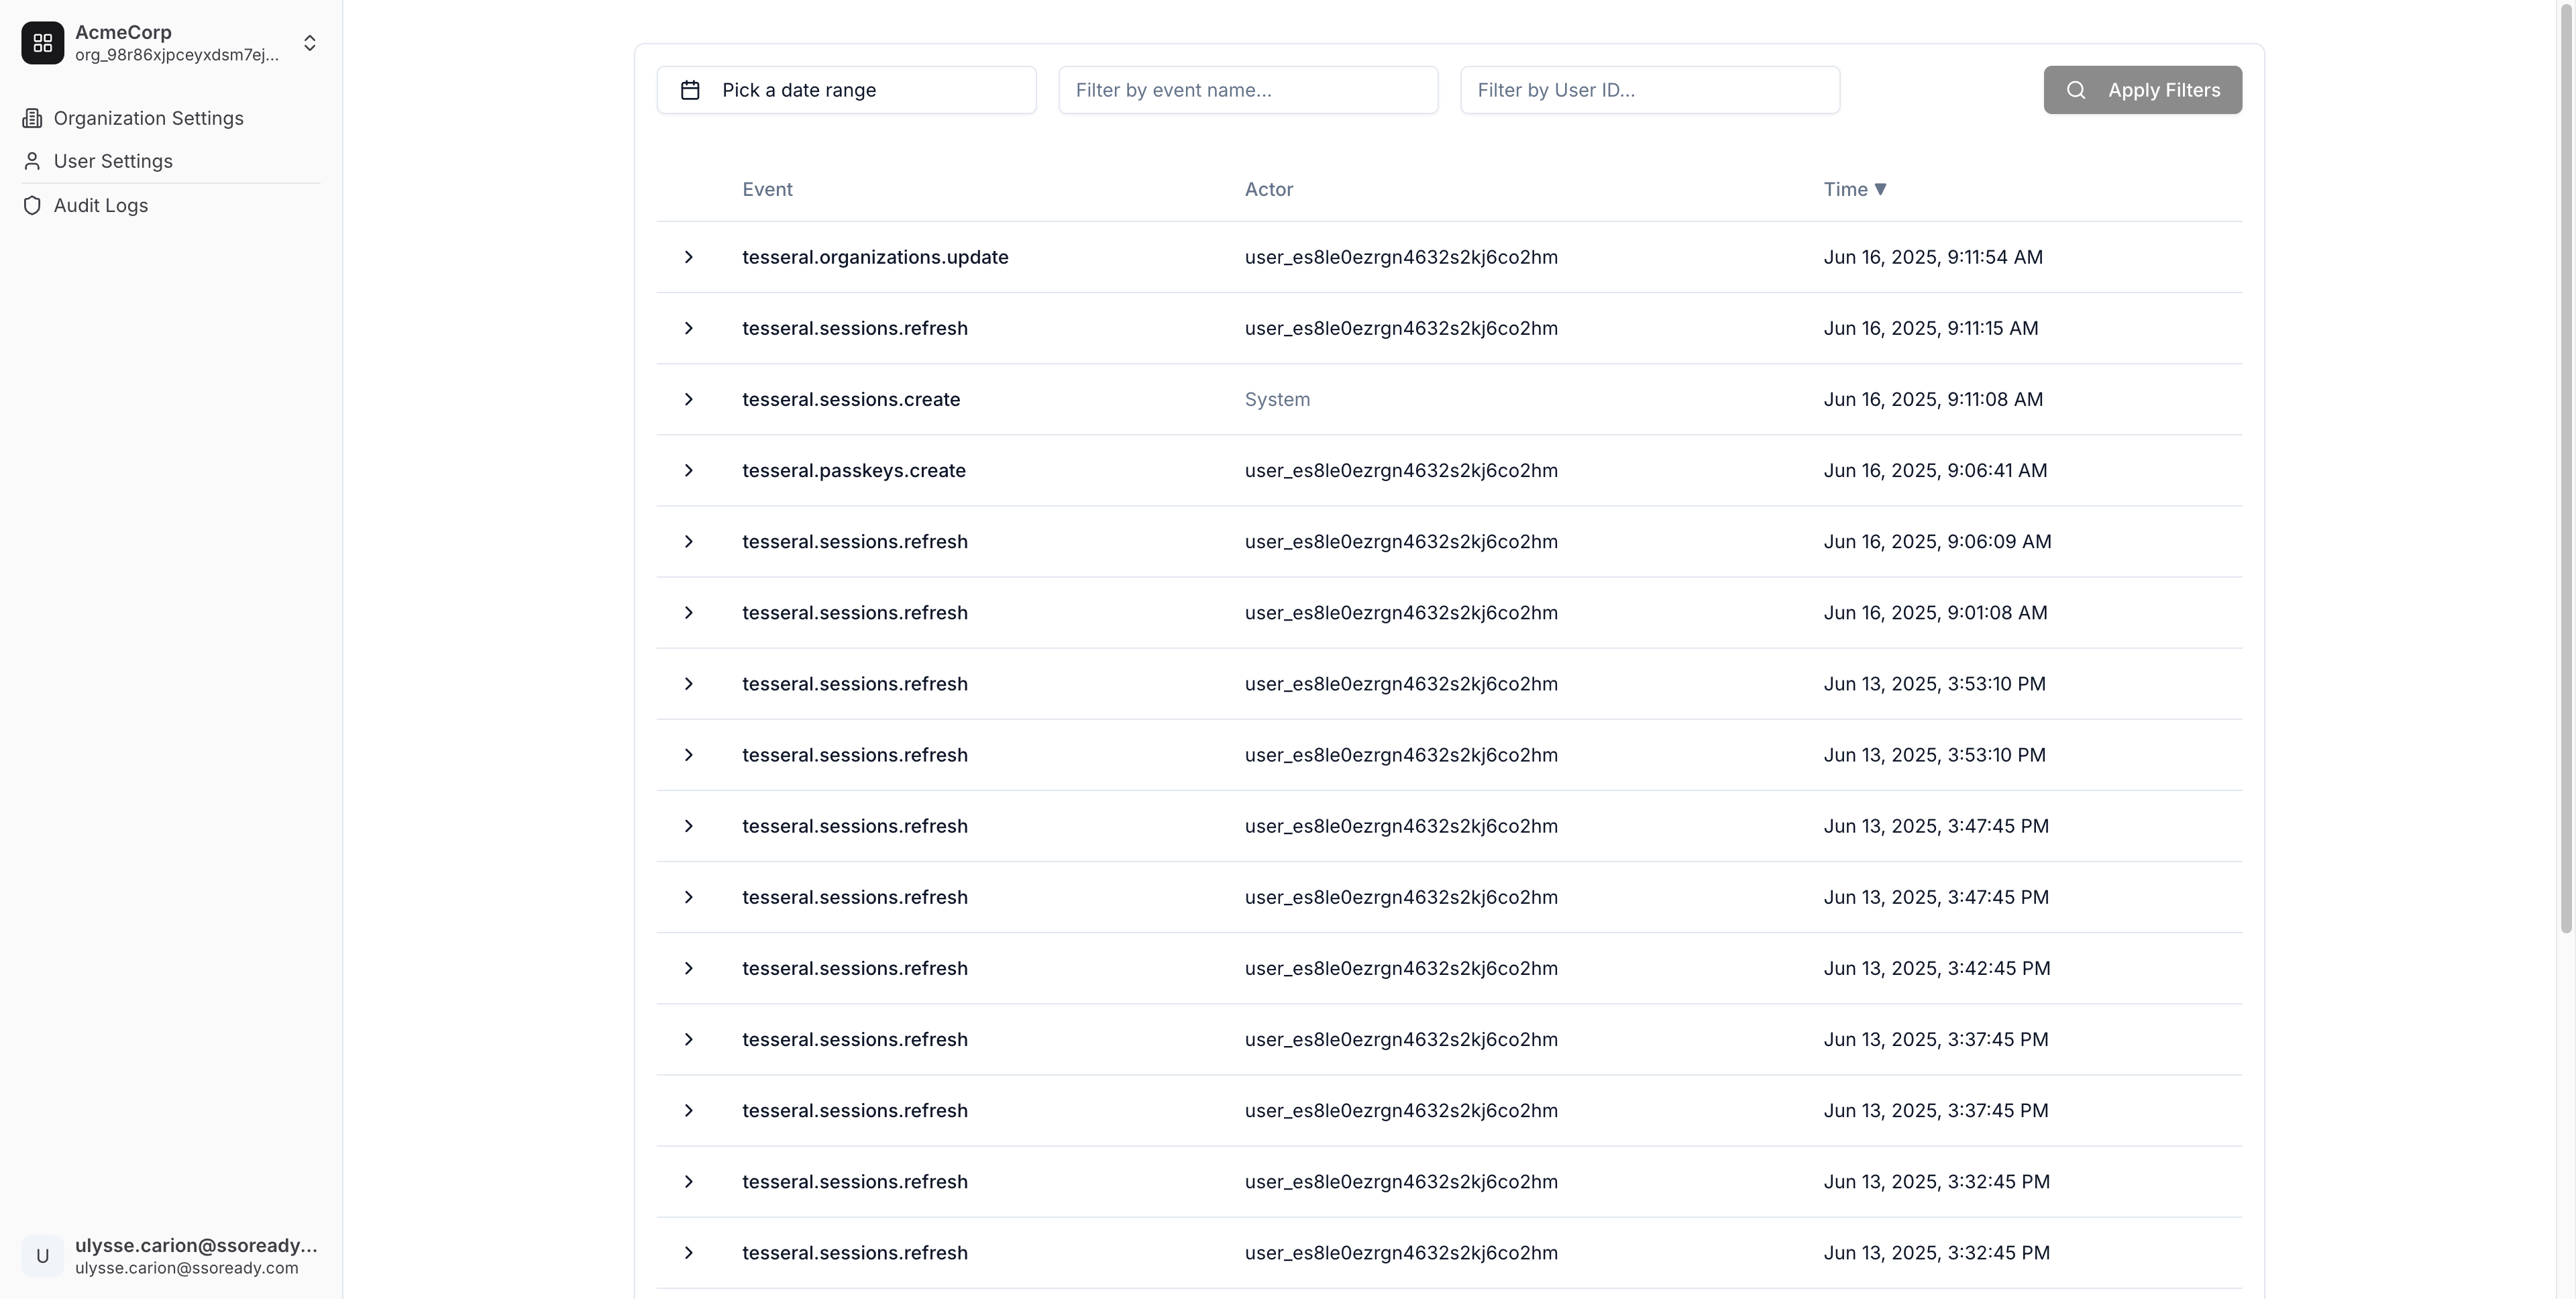 AcmeCorp
org_98r86xjpceyxdsm7ej...
Organization Settings
User Settings
Audit Logs
Pick a date range
Filter by event name...
Filter by User ID...
Apply Filters
Event Actor Time ▼
tesseral.organizations.update user_es8le0ezrgn4632s2kj6co2hm Jun 16, 2025, 9:11:54 AM
tesseral.sessions.refresh user_es8le0ezrgn4632s2kj6co2hm Jun 16, 2025, 9:11:15 AM
tesseral.sessions.create System Jun 16, 2025, 9:11:08 AM
tesseral.passkeys.create user_es8le0ezrgn4632s2kj6co2hm Jun 16, 2025, 9:06:41 AM
tesseral.sessions.refresh user_es8le0ezrgn4632s2kj6co2hm Jun 16, 2025, 9:06:09 AM
tesseral.sessions.refresh user_es8le0ezrgn4632s2kj6co2hm Jun 16, 2025, 9:01:08 AM
tesseral.sessions.refresh user_es8le0ezrgn4632s2kj6co2hm Jun 13, 2025, 3:53:10 PM
tesseral.sessions.refresh user_es8le0ezrgn4632s2kj6co2hm Jun 13, 2025, 3:53:10 PM
tesseral.sessions.refresh user_es8le0ezrgn4632s2kj6co2hm Jun 13, 2025, 3:47:45 PM
tesseral.sessions.refresh user_es8le0ezrgn4632s2kj6co2hm Jun 13, 2025, 3:47:45 PM
tesseral.sessions.refresh user_es8le0ezrgn4632s2kj6co2hm Jun 13, 2025, 3:42:45 PM
tesseral.sessions.refresh user_es8le0ezrgn4632s2kj6co2hm Jun 13, 2025, 3:37:45 PM
tesseral.sessions.refresh user_es8le0ezrgn4632s2kj6co2hm Jun 13, 2025, 3:37:45 PM
tesseral.sessions.refresh user_es8le0ezrgn4632s2kj6co2hm Jun 13, 2025, 3:32:45 PM
tesseral.sessions.refresh user_es8le0ezrgn4632s2kj6co2hm Jun 13, 2025, 3:32:45 PM
U
ulysse.carion@ssoready...
ulysse.carion@ssoready.com